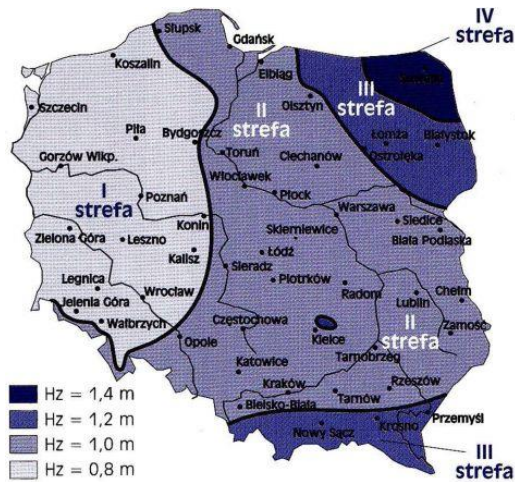 IV
strefa
Słupsk
Gdańsk
Koszalin
Elbląg
III
strefa
Suwałki
Olsztyn
Szczecin
II
strefa
Piła
Bydgoszcz
Łomża
Białystok
Gorzów Wlkp.
Toruń
Ciechanów
Ostrołęka
I
strefa
Włocławek
Poznań
Płock
Warszawa
Siedlce
Konin
Skierniewice
Biała Podlaska
Zielona Góra
Leszno
Łódź
Kalisz
Sieradz
Legnica
Piotrków
Radom
Chełm
Wrocław
Lublin
Jelenia Góra
II
strefa
Wałbrzych
Częstochowa
Zamość
Opole
Kielce
Tarnobrzeg
Katowice
Hz = 1,4 m
Kraków
Rzeszów
Hz = 1,2 m
Bielsko-Biała
Tarnów
Przemyśl
Hz = 1,0 m
Krosno
Nowy Sącz
III
strefa
Hz = 0,8 m